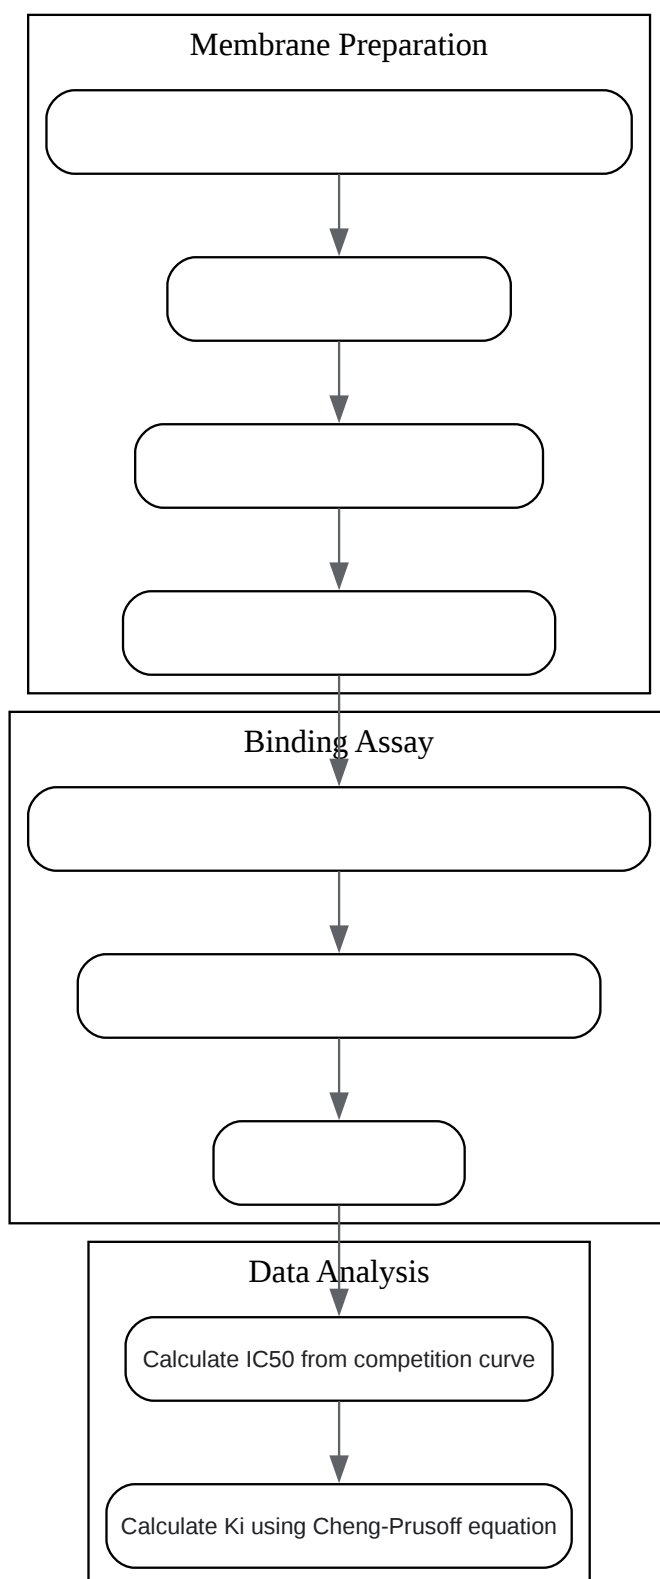 Membrane Preparation
Binding Assay
Data Analysis
Calculate IC50 from competition curve
Calculate Ki using Cheng-Prusoff equation